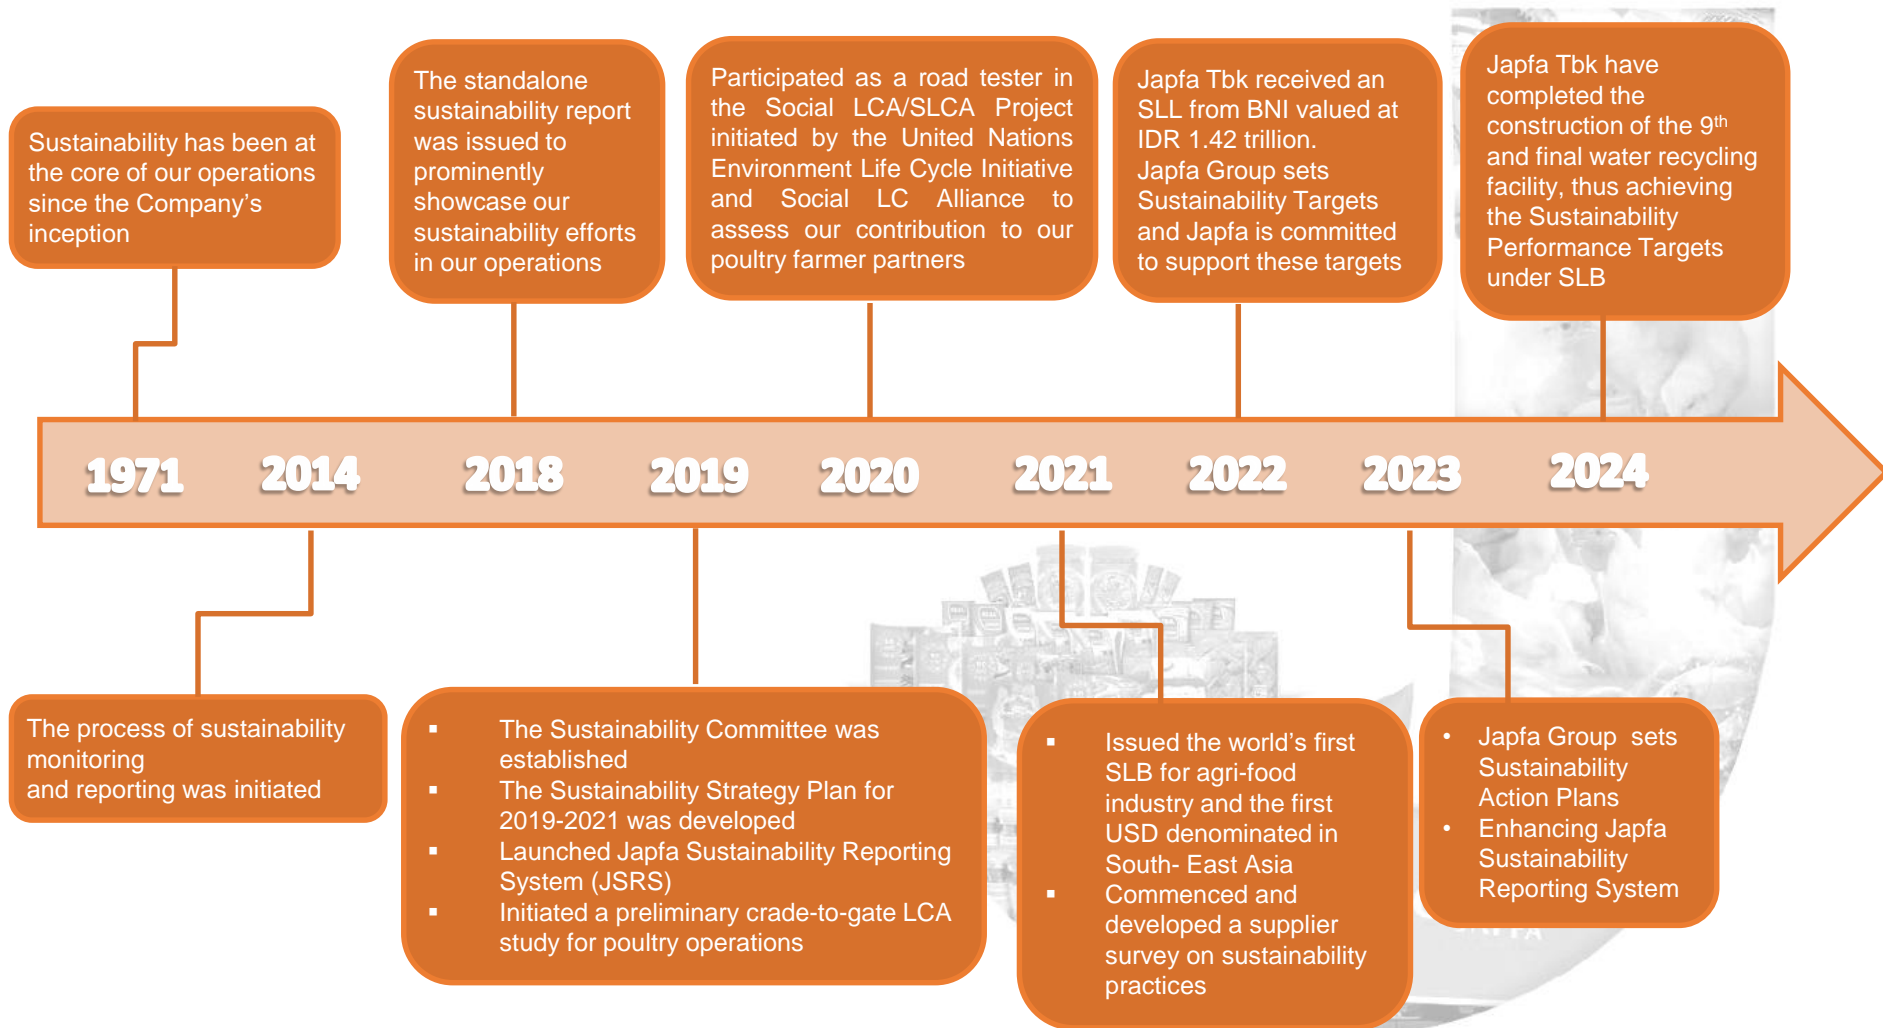 Sustainability has been at
the core of our operations
since the Company's
inception
The standalone
sustainability report
was issued to
prominently
showcase our
sustainability efforts
in our operations
Participated as a road tester in
the Social LCA/SLCA Project
initiated by the United Nations
Environment Life Cycle Initiative
and Social LC Alliance to
assess our contribution to our
poultry farmer partners
Japfa Tbk received an
SLL from BNI valued at
IDR 1.42 trillion.
Japfa Group sets
Sustainability Targets
and Japfa is committed
to support these targets
Japfa Tbk have
completed the
construction of the 9th
and final water recycling
facility, thus achieving
the Sustainability
Performance Targets
under SLB
1971 2014 2018 2019 2020 2021 2022 2023 2024
The process of sustainability
monitoring
and reporting was initiated
▪ The Sustainability Committee was
established
▪ The Sustainability Strategy Plan for
2019-2021 was developed
▪ Launched Japfa Sustainability Reporting
System (JSRS)
▪ Initiated a preliminary crade-to-gate LCA
study for poultry operations
▪ Issued the world's first
SLB for agri-food
industry and the first
USD denominated in
South- East Asia
▪ Commenced and
developed a supplier
survey on sustainability
practices
• Japfa Group sets
Sustainability
Action Plans
• Enhancing Japfa
Sustainability
Reporting System